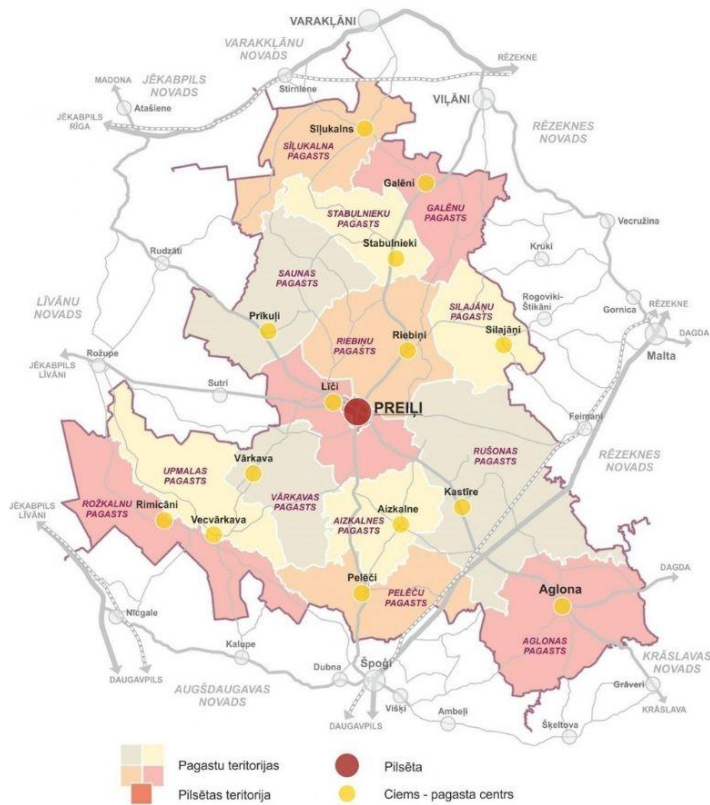 VARAKĻĀNI
VARAKKĻĀNU
NOVADS
RĒZEKNE
MADONA
JĒKABPILS
NOVADS
Stirniene
Atašiene
VIĻĀNI
JĒKABPILS
RĪGA
Sīļukalns
RĒZEKNES
NOVADS
SĪĻUKALNA
PAGASTS
Galēni
GALĒNU
PAGASTS
STABULNIEKU
PAGASTS
Vecružina
Stabulnieki
Kruki
Rudzāti
SAUNAS
PAGASTS
SILAJĀŅU
PAGASTS
Rogoviki-
Štikāni
Gornica
RĒZEKNE
LĪVĀNU
NOVADS
Prīkuļi
RIEBIŅU
PAGASTS
Riebiņi
Silajāņi
DAGDA
Malta
JĒKABPILS
LĪVĀNI
Rožupe
Sutri
Līči
PREIĻI
Feimaņi
RUŠONAS
PAGASTS
RĒZEKNES
NOVADS
Vārkava
UPMALAS
PAGASTS
VĀRKAVAS
PAGASTS
Kastīre
JĒKABPILS
LĪVĀNI
ROŽKALNU
PAGASTS
Rimicāni
Vecvārkava
AIZKALNES
PAGASTS
Aizkalne
Pelēči
PELĒČU
PAGASTS
DAGDA
Aglona
AGLONAS
PAGASTS
Nīcgale
Kalupe
Dubna
Špoģi
KRĀSLAVAS
NOVADS
DAUGAVPILS
AUGŠDAUGAVAS
NOVADS
Višķi
Ambeļi
Grāveri
KRĀSLAVA
DAUGAVPILS
Šķeltova
Pagastu teritorijas
Pilsēta
Pilsētas teritorija
Ciems - pagasta centrs